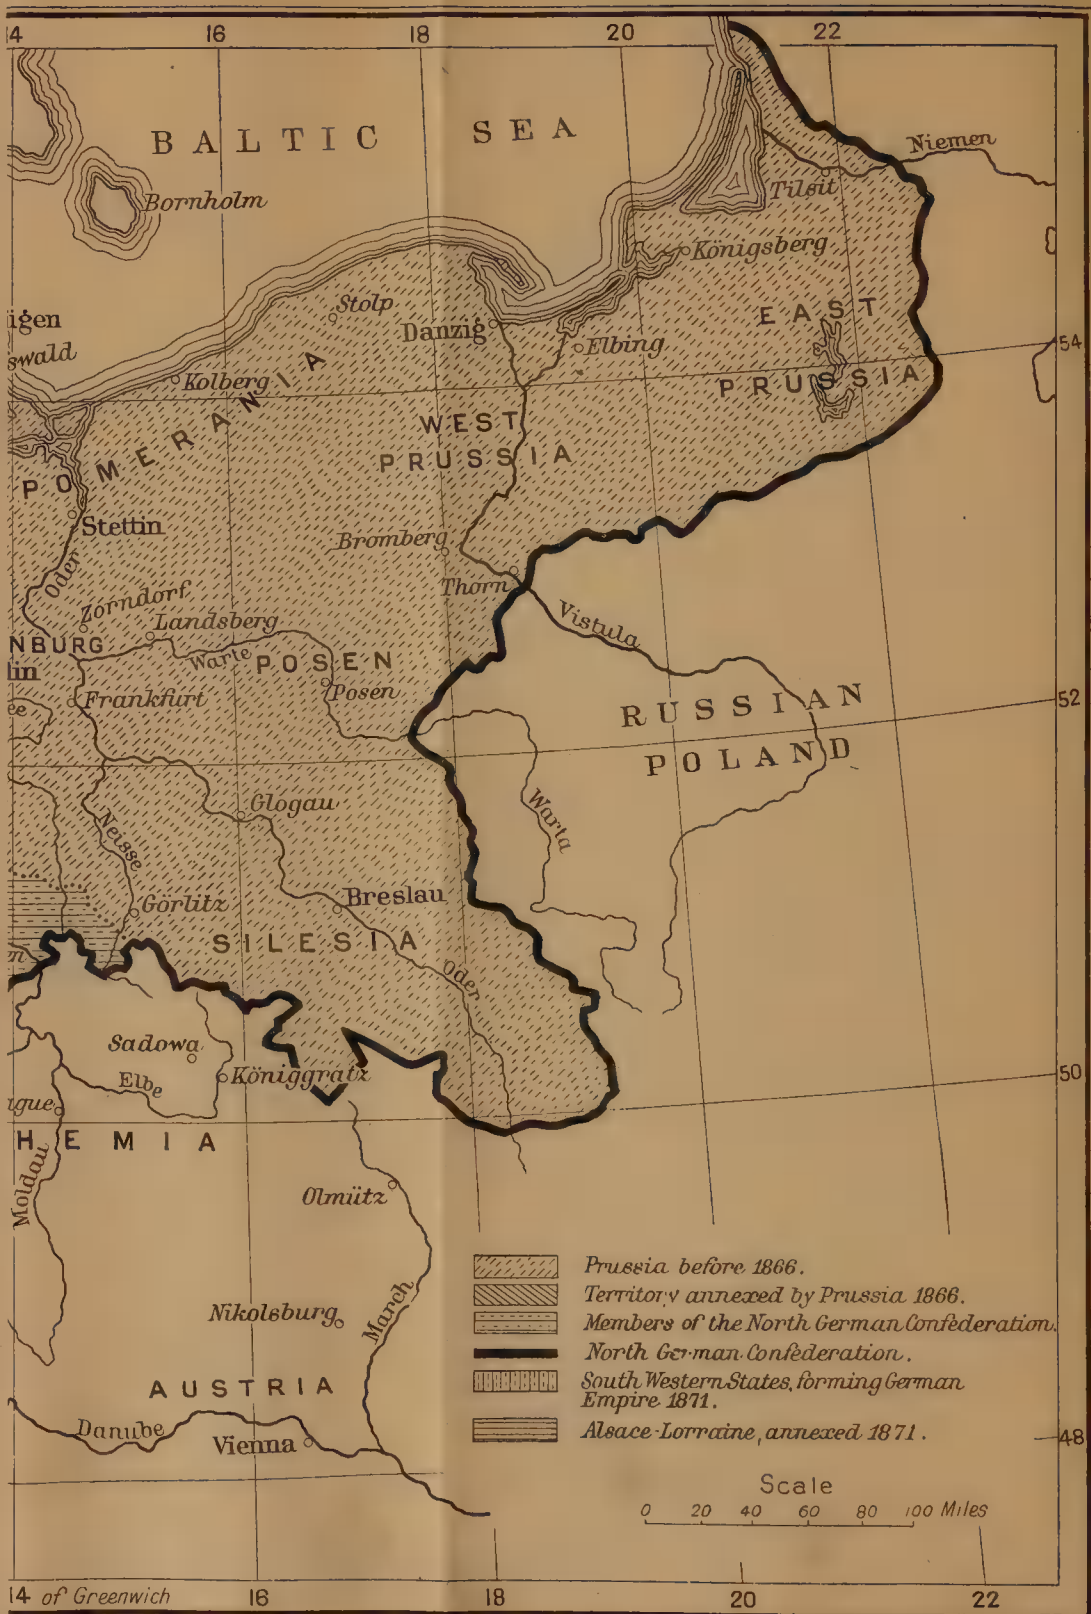 14 16 18 20 22
BALTIC SEA
Niemen
Tilsit
Bornholm
Königsberg
Stolp
EAST
igen
Danzig
Elbing
54
swald
Kolberg
PRUSSIA
POMERANIA
WEST
PRUSSIA
Stettin
Bromberg
Oder
Thorn
Zorndorf
Vistula
Landsberg
NBURG
Warte
POSEN
lin
Posen
Frankfurt
ee
52
RUSSIAN
POLAND
Glogau
Warta
Neisse
Breslau
Görlitz
SILESIA
Oder
n
Sadowa
Elbe
Königgratz
50
ague
HEMIA
Moldau
Olmütz
Prussia before 1866.
Territory annexed by Prussia 1866.
Nikolsburg
March
Members of the North German Confederation.
North German Confederation.
AUSTRIA
South Western States, forming German
Empire 1871.
Danube
Vienna
Alsace-Lorraine, annexed 1871.
48
Scale
0 20 40 60 80 100 Miles
14 of Greenwich 16 18 20 22